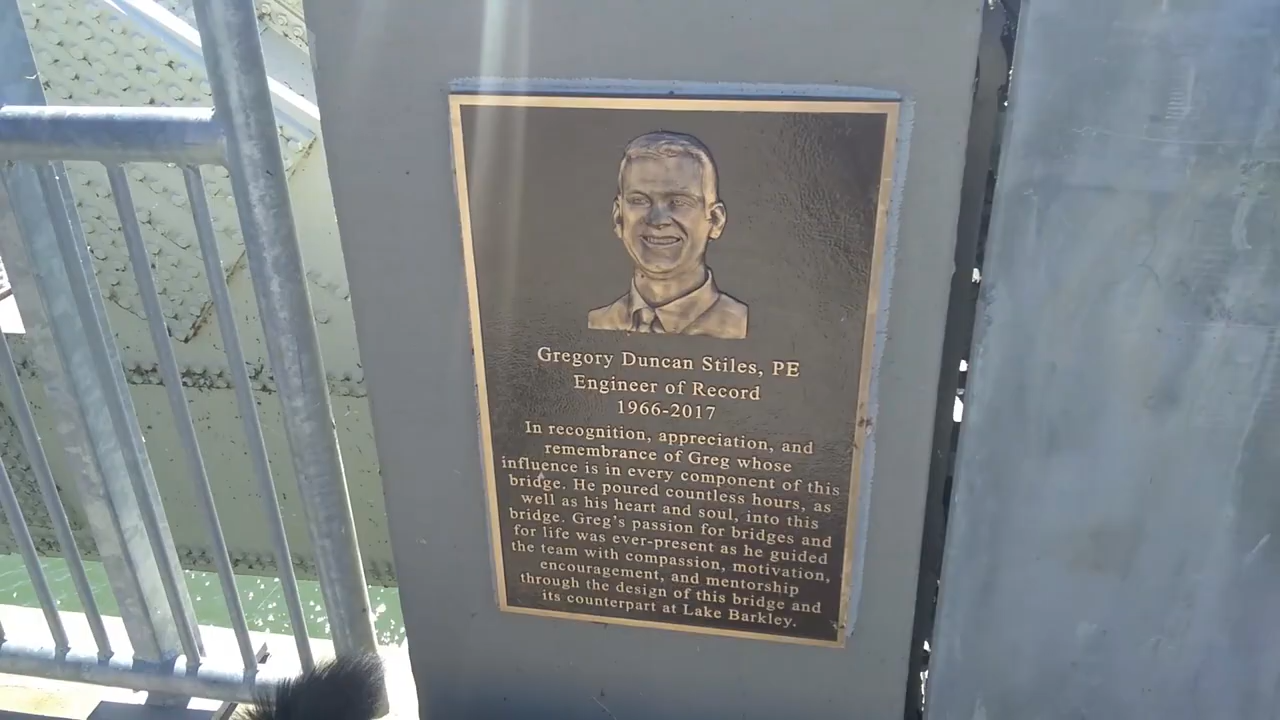 Gregory Duncan Stiles, PE
Engineer of Record
1966-2017
In recognition, appreciation, and
remembrance of Greg whose
influence is in every component of this
bridge. He poured countless hours, as
well as his heart and soul, into this
bridge. Greg's passion for bridges and
for life was ever-present as he guided
the team with compassion, motivation,
encouragement, and mentorship
through the design of this bridge and
its counterpart at Lake Barkley.